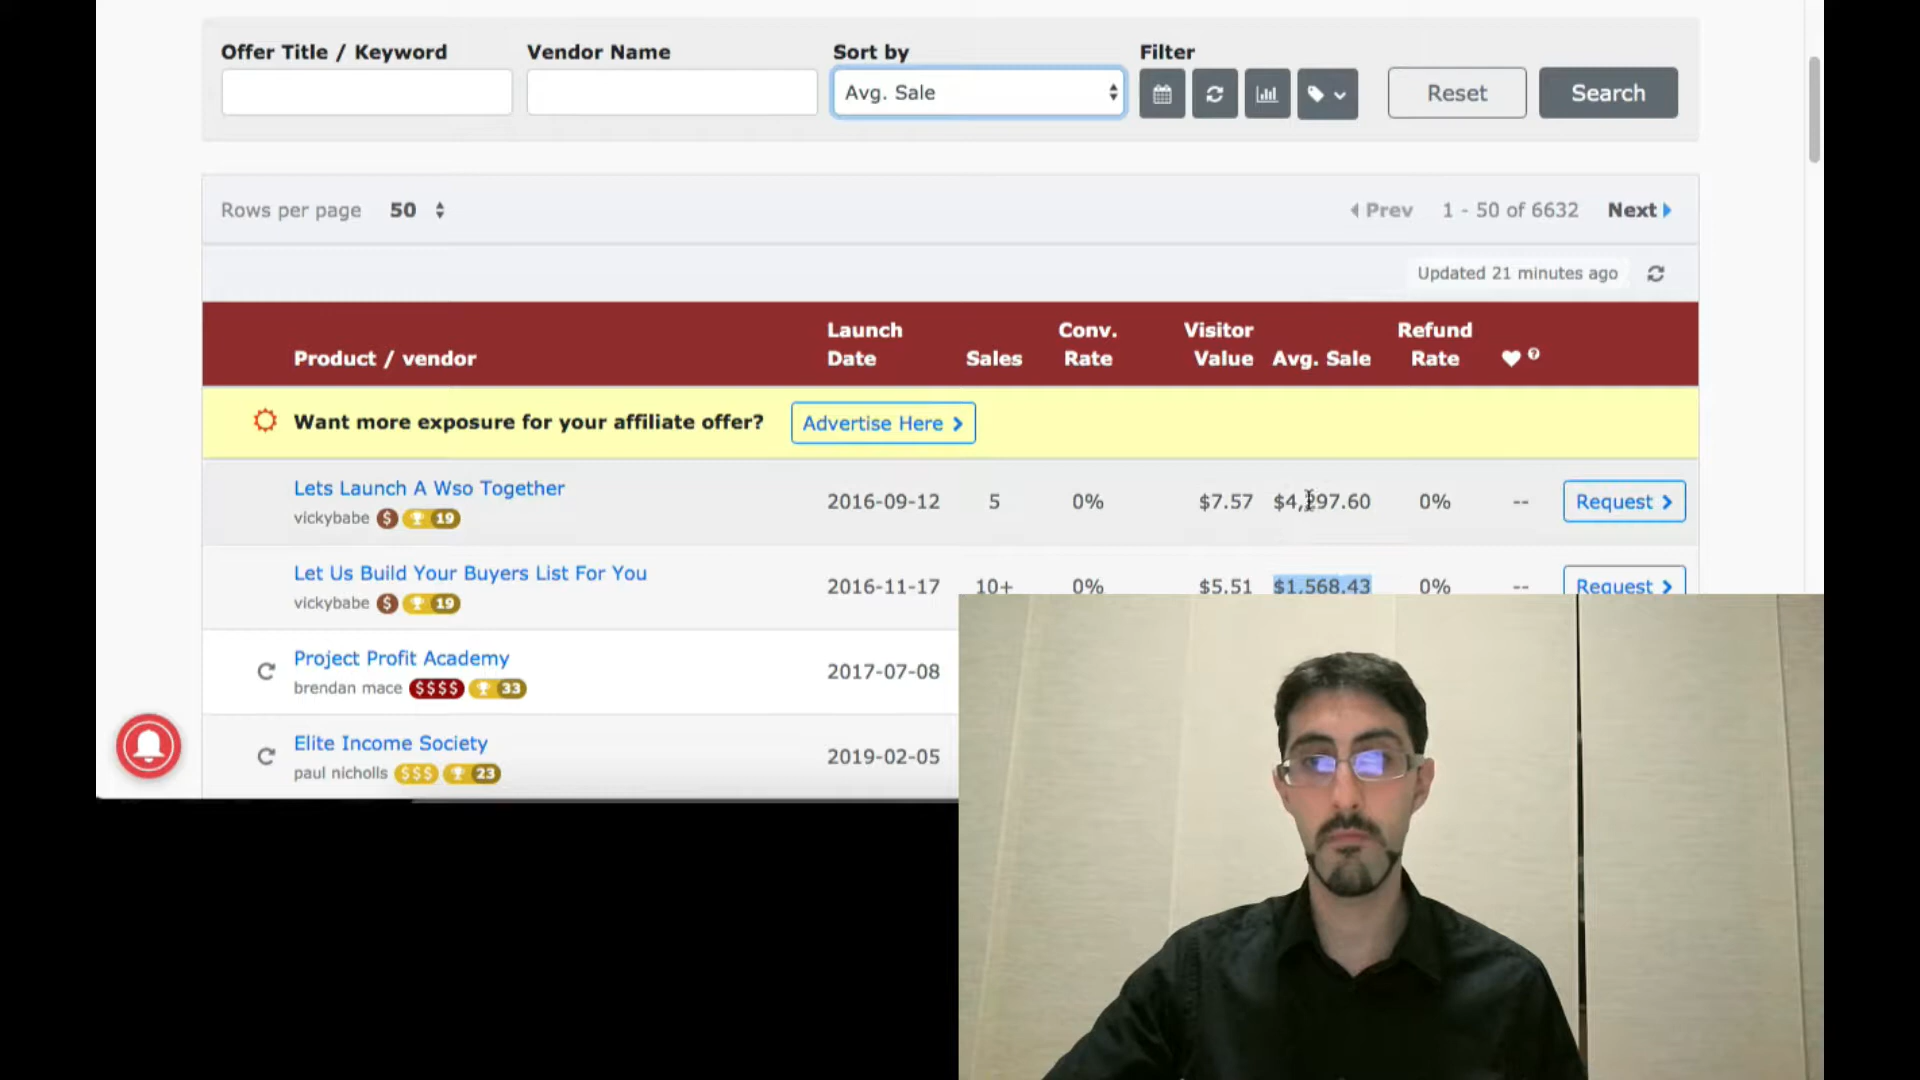 Offer Title / Keyword Vendor Name Sort by Filter
Avg. Sale Reset Search
Rows per page 50 Prev 1 - 50 of 6632 Next
Updated 21 minutes ago
Product / vendor Launch Date Sales Conv. Rate Visitor Value Avg. Sale Refund Rate ?
Want more exposure for your affiliate offer? Advertise Here
Lets Launch A Wso Together 2016-09-12 5 0% $7.57 0% -- Request
vickybabe $ 19
Let Us Build Your Buyers List For You 2016-11-17 10+ 0% $5.51 $1,568.43 0% -- Request
vickybabe $ 19
Project Profit Academy 2017-07-08
brendan mace $$$$ 33
Elite Income Society 2019-02-05
paul nicholls $$$ 23